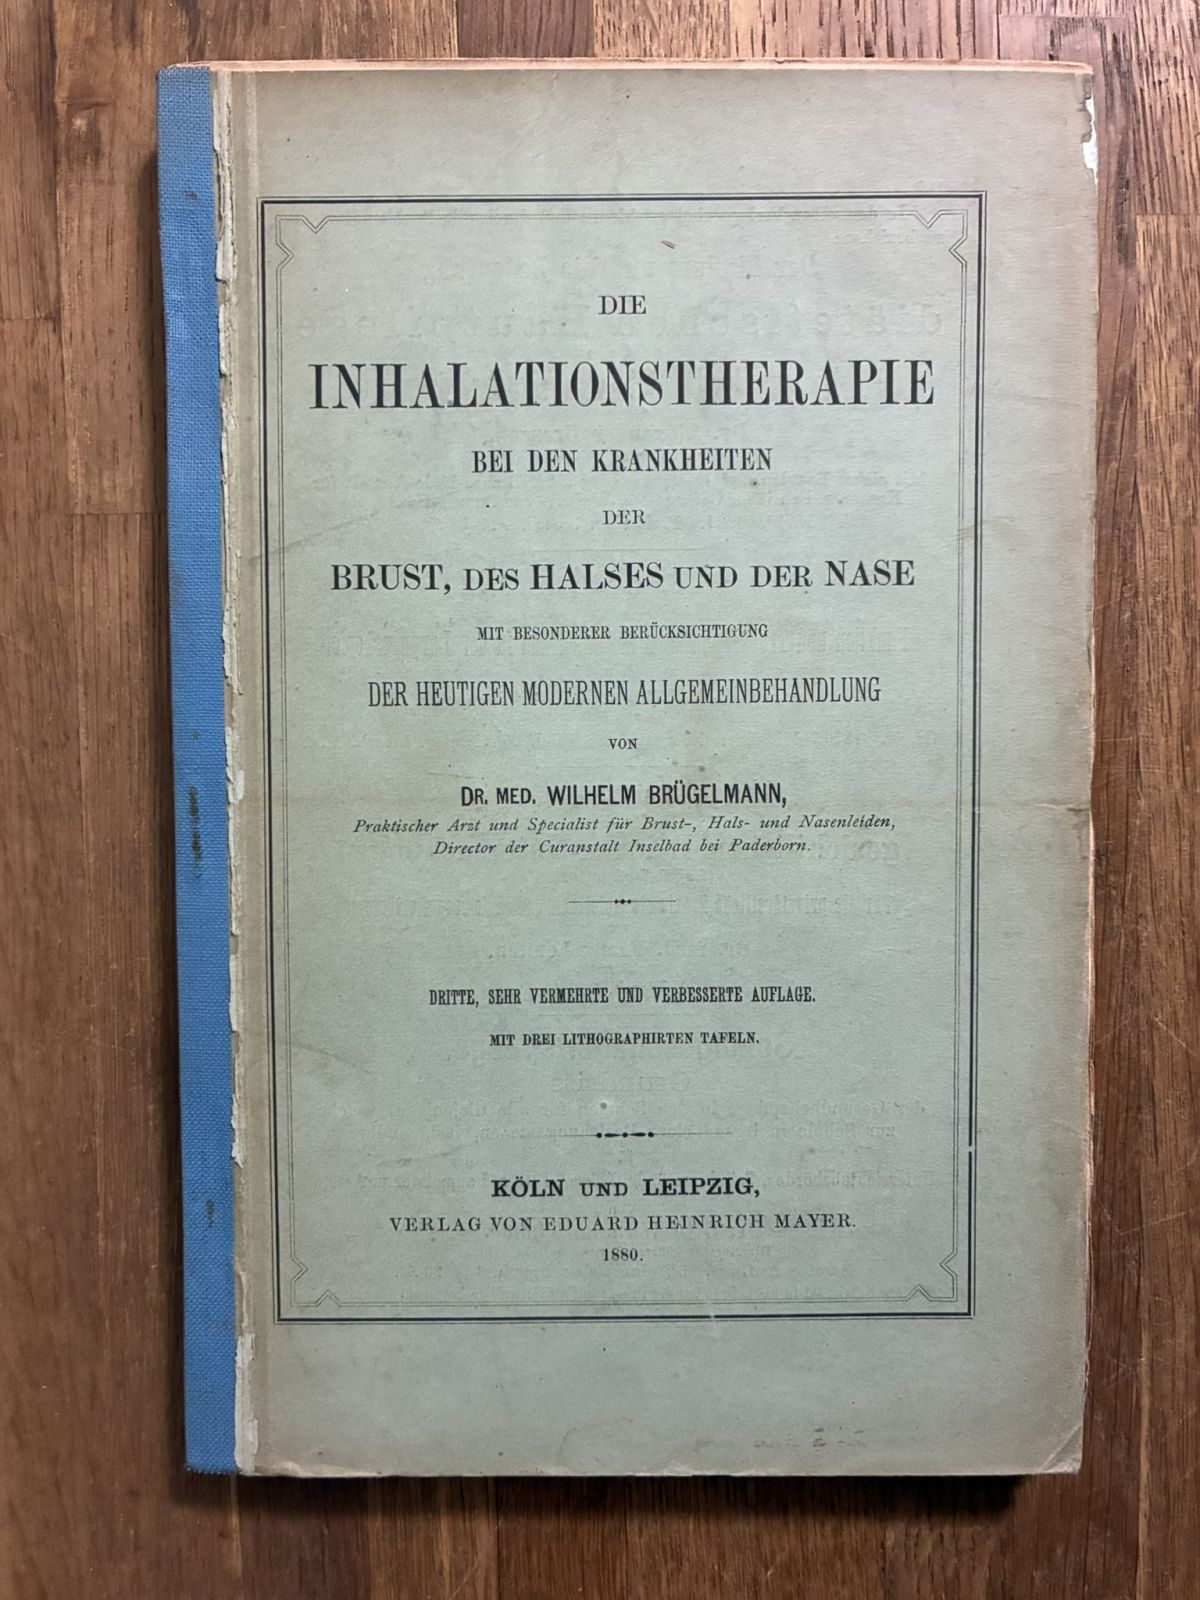 DIE
INHALATIONSTHERAPIE
BEI DEN KRANKHEITEN
DER
BRUST, DES HALSES UND DER NASE
MIT BESONDERER BERÜCKSICHTIGUNG
DER HEUTIGEN MODERNEN ALLGEMEINBEHANDLUNG
VON
DR. MED. WILHELM BRÜGELMANN,
Praktischer Arzt und Specialist für Brust-, Hals- und Nasenleiden,
Director der Curanstalt Inselbad bei Paderborn.
DRITTE, SEHR VERMEHRTE UND VERBESSERTE AUFLAGE.
MIT DREI LITHOGRAPHIRTEN TAFELN.
KÖLN UND LEIPZIG,
VERLAG VON EDUARD HEINRICH MAYER.
1880.